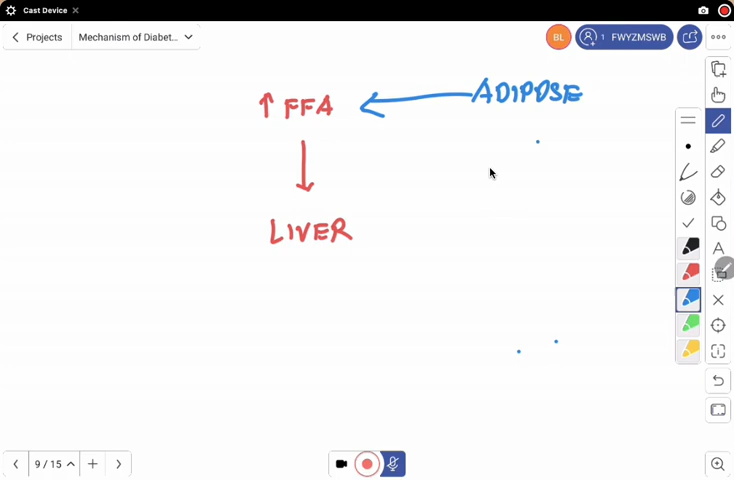 Cast Device
Projects
Mechanism of Diabet...
BL
1 FWYZMSWB
↑ FFA ← ADIPOSE
↓
LIVER
A
9 / 15